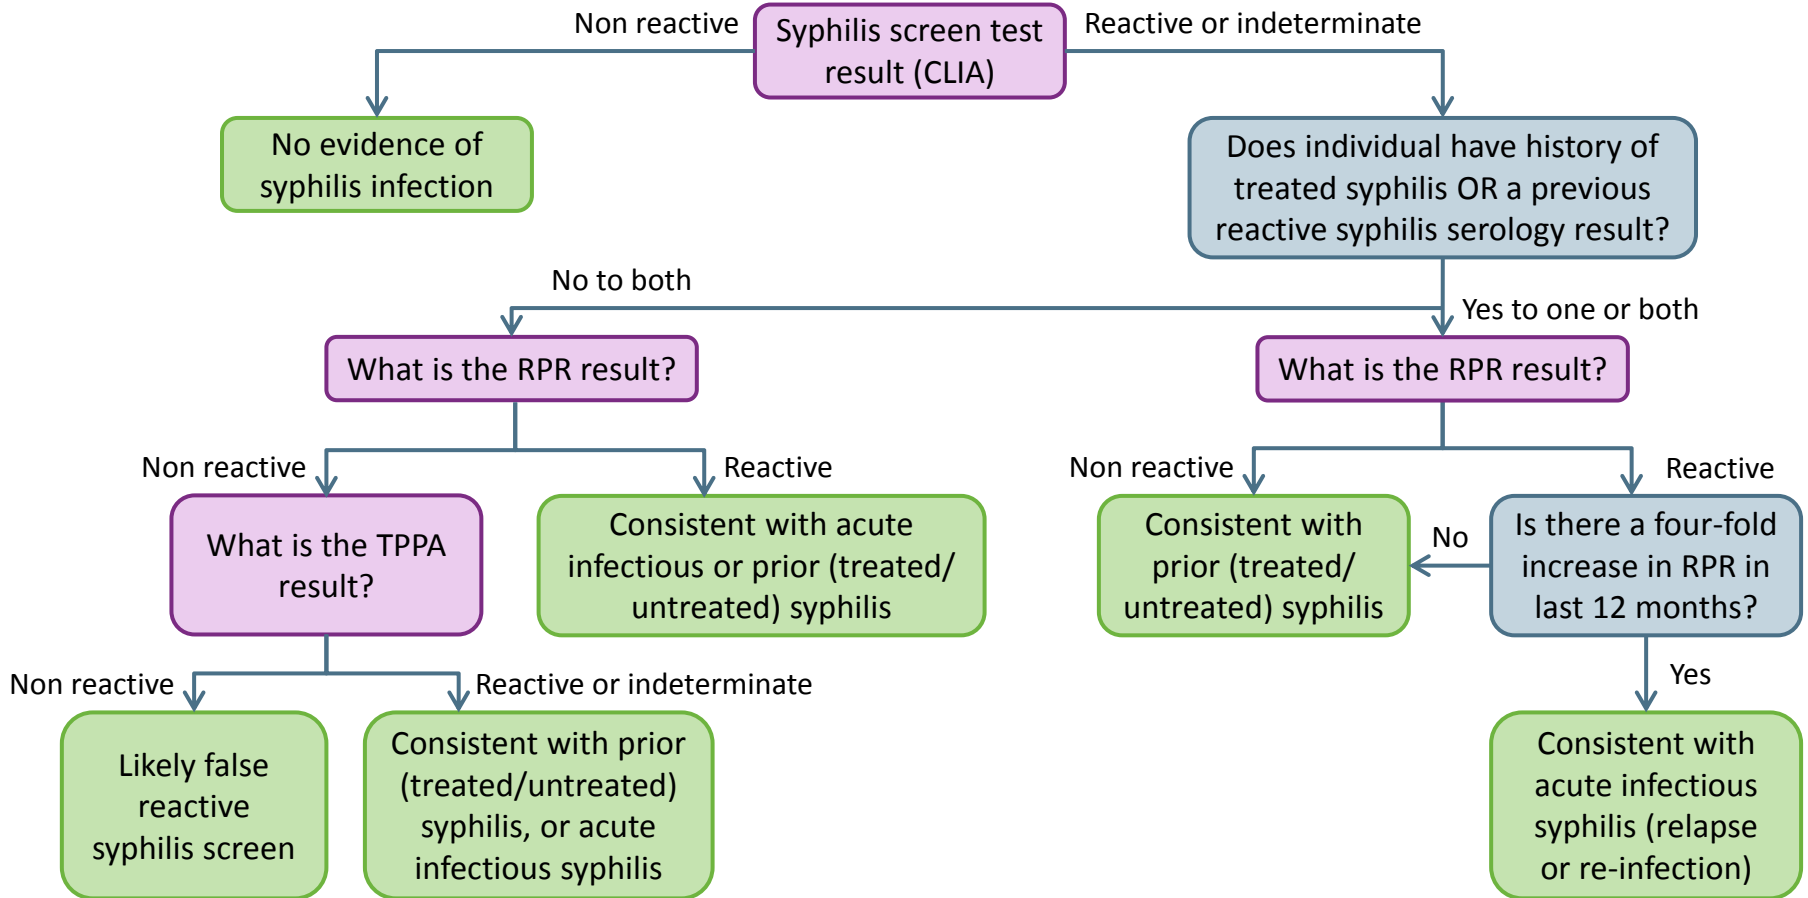 Non reactive
Syphilis screen test
result (CLIA)
Reactive or indeterminate
No evidence of
syphilis infection
Does individual have history of
treated syphilis OR a previous
reactive syphilis serology result?
No to both
Yes to one or both
What is the RPR result?
What is the RPR result?
Non reactive
Reactive
Non reactive
Reactive
What is the TPPA
result?
Consistent with acute
infectious or prior (treated/
untreated) syphilis
Consistent with
prior (treated/
untreated) syphilis
No
Is there a four-fold
increase in RPR in
last 12 months?
Non reactive
Reactive or indeterminate
Yes
Likely false
reactive
syphilis screen
Consistent with prior
(treated/untreated)
syphilis, or acute
infectious syphilis
Consistent with
acute infectious
syphilis (relapse
or re-infection)